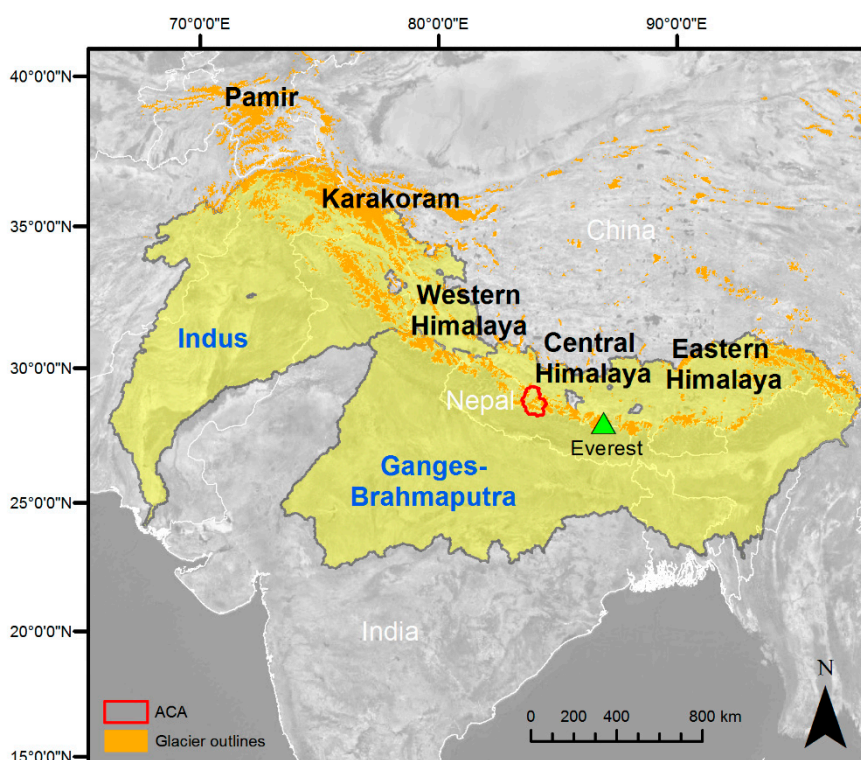 70°0'0"E
80°0'0"E
90°0'0"E
40°0'0"N
Pamir
Karakoram
35°0'0"N
China
Western
Himalaya
Indus
Central
Himalaya
Eastern
Himalaya
30°0'0"N
Nepal
Everest
Ganges-
Brahmaputra
25°0'0"N
20°0'0"N
India
N
ACA
0 200 400 800 km
Glacier outlines
15°0'0"N